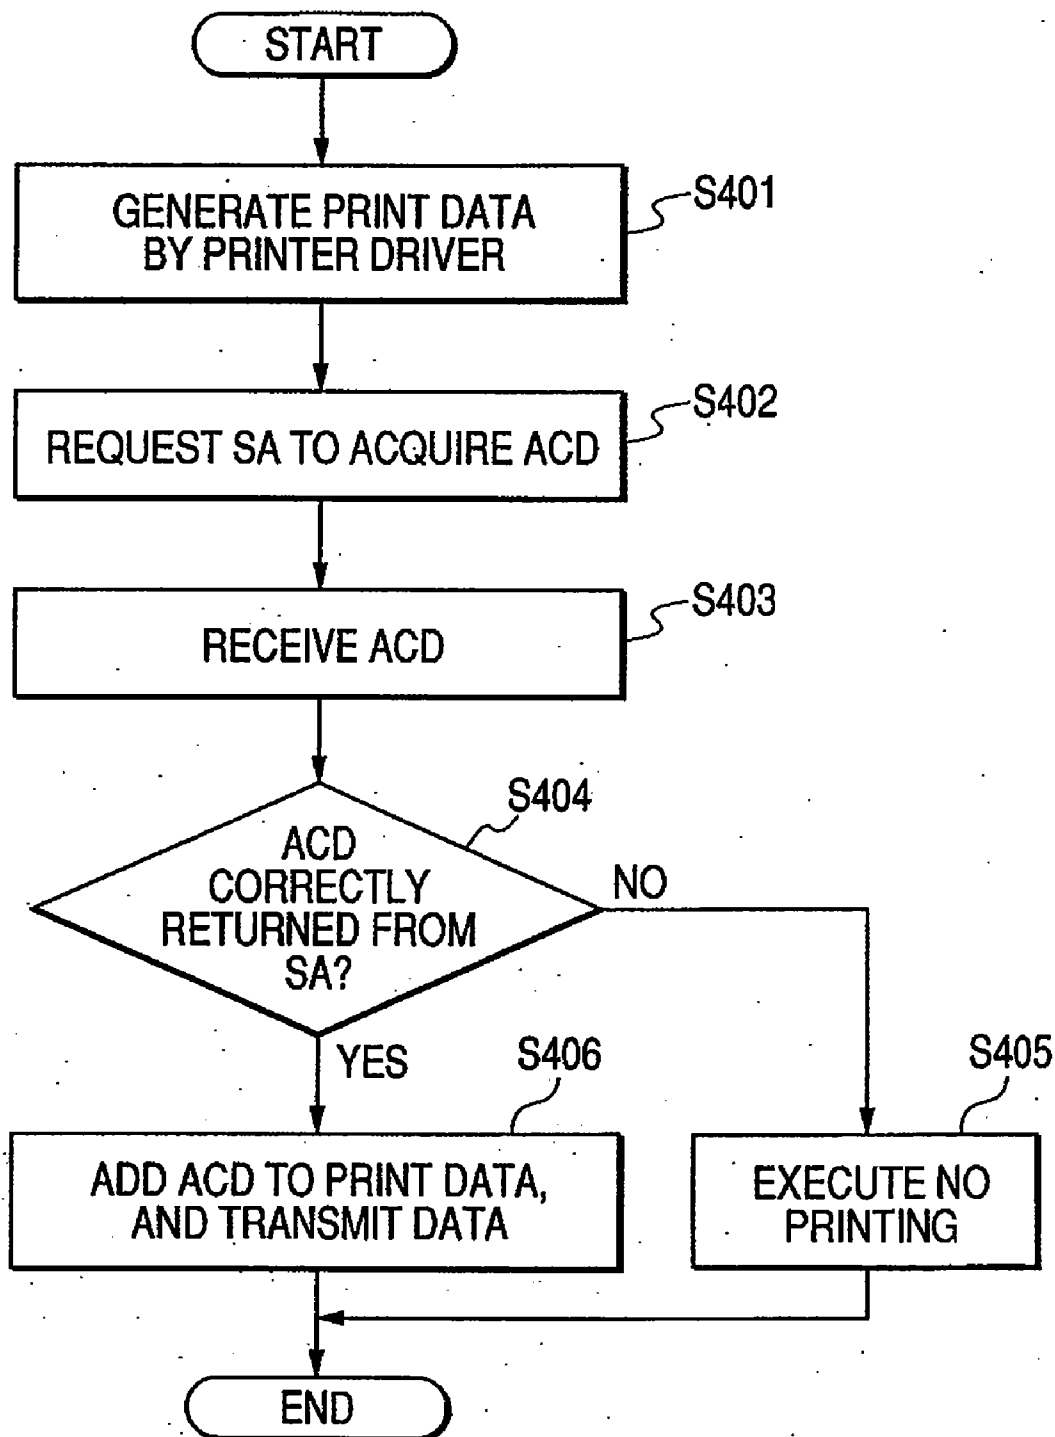 START
GENERATE PRINT DATA
BY PRINTER DRIVER
S401
REQUEST SA TO ACQUIRE ACD
S402
RECEIVE ACD
S403
ACD
CORRECTLY
RETURNED FROM
SA?
S404
NO
YES
ADD ACD TO PRINT DATA,
AND TRANSMIT DATA
S406
EXECUTE NO
PRINTING
S405
END